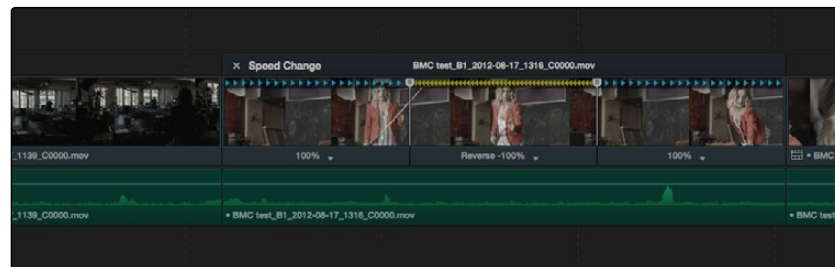 Speed Change
BMC test_B1_2012-08-17_1316_C0000.mov
_1139_C0000.mov
100%
Reverse -100%
100%
• BMC
_1139_C0000.mov
• BMC test_B1_2012-08-17_1316_C0000.mov
• BMC test